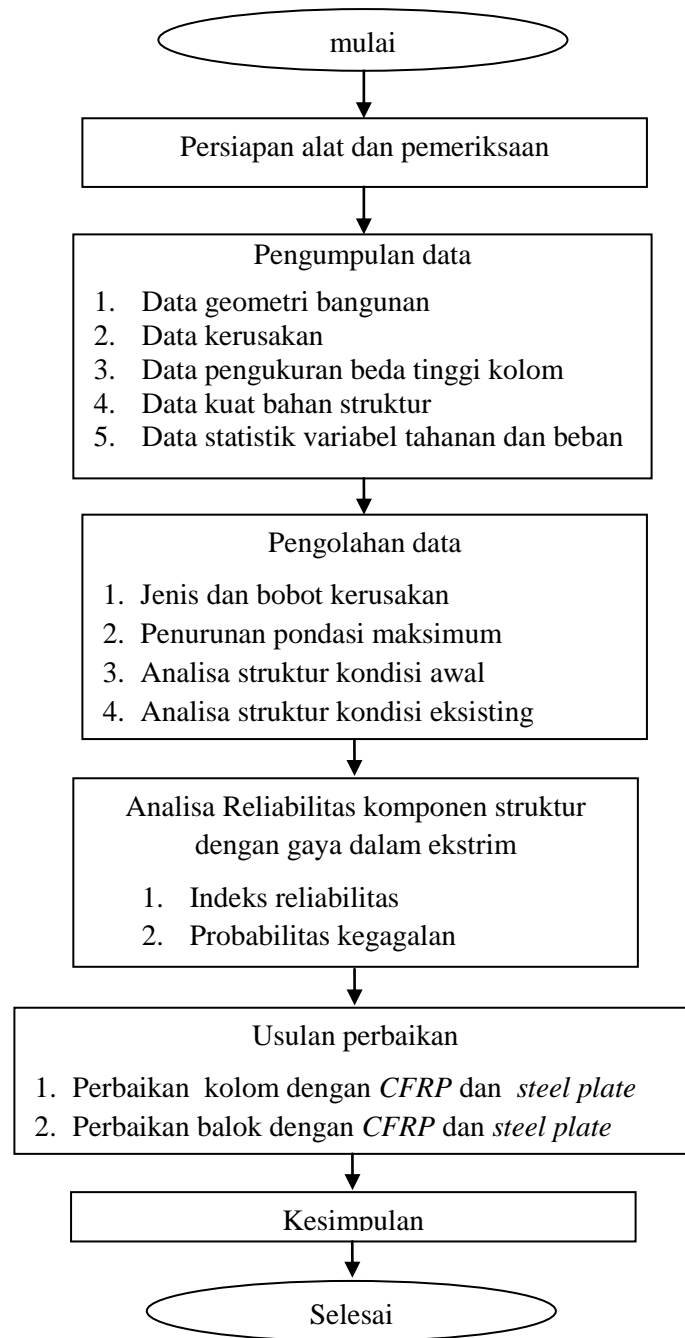 mulai
Persiapan alat dan pemeriksaan
Pengumpulan data
1. Data geometri bangunan
2. Data kerusakan
3. Data pengukuran beda tinggi kolom
4. Data kuat bahan struktur
5. Data statistik variabel tahanan dan beban
Pengolahan data
1. Jenis dan bobot kerusakan
2. Penurunan pondasi maksimum
3. Analisa struktur kondisi awal
4. Analisa struktur kondisi eksisting
Analisa Reliabilitas komponen struktur
dengan gaya dalam ekstrim
1. Indeks reliabilitas
2. Probabilitas kegagalan
Usulan perbaikan
1. Perbaikan kolom dengan CFRP dan steel plate
2. Perbaikan balok dengan CFRP dan steel plate
Kesimpulan
Selesai